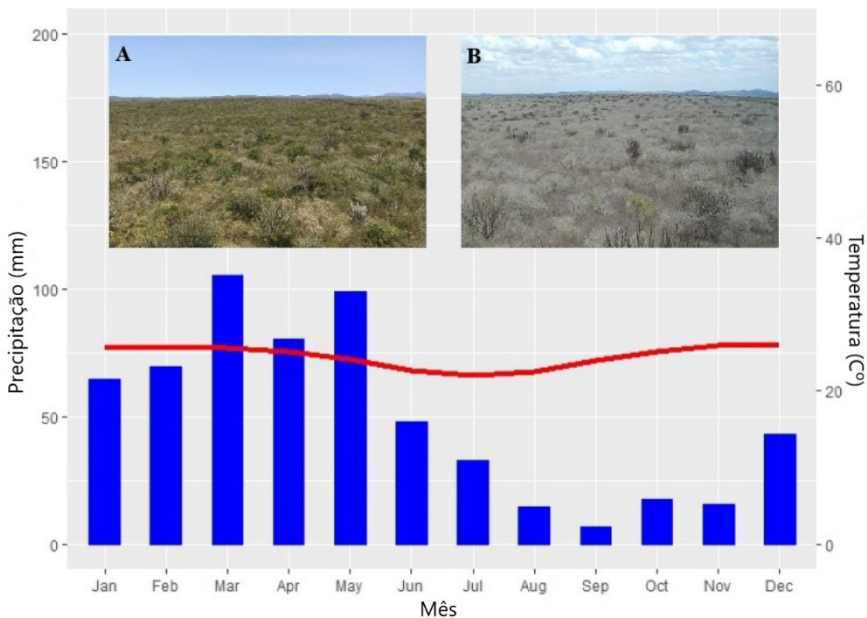 200
150
100
50
0
Precipitação (mm)
A
B
60
40
20
0
Temperatura (Cº)
Jan Feb Mar Apr May Jun Jul Aug Sep Oct Nov Dec
Mês